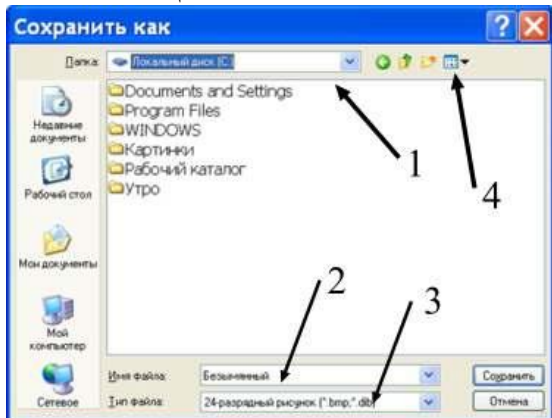 Сохранить как
Папка:
Локальный диск (C:)
Documents and Settings
Program Files
WINDOWS
Картинки
Рабочий каталог
Утро
Недавние
документы
Рабочий стол
Мои документы
Мой
компьютер
Сетевое
1
4
2
3
Имя файла:
Безымянный
Сохранить
Тип файла:
24-разрядный рисунок (*.bmp,*.dib)
Отмена